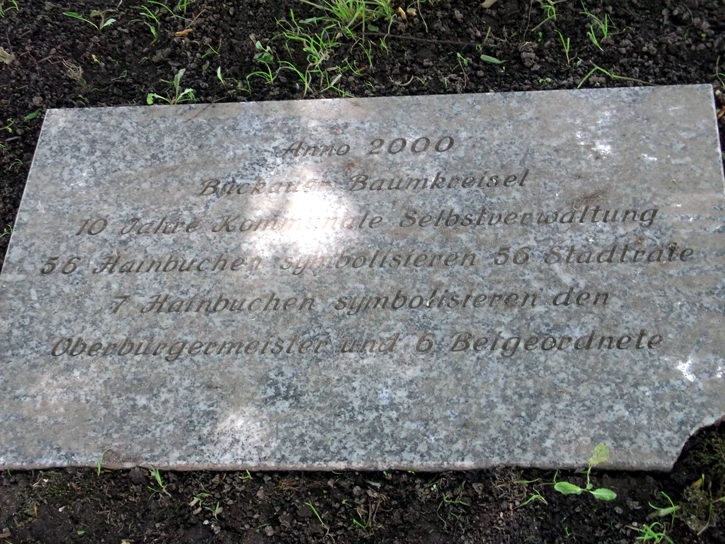 Anno 2000
Buckauer Baumkreisel
10 Jahre Kommunale Selbstverwaltung
56 Hainbuchen symbolisieren 56 Stadträte
7 Hainbuchen symbolisieren den
Oberbürgermeister und 6 Beigeordnete